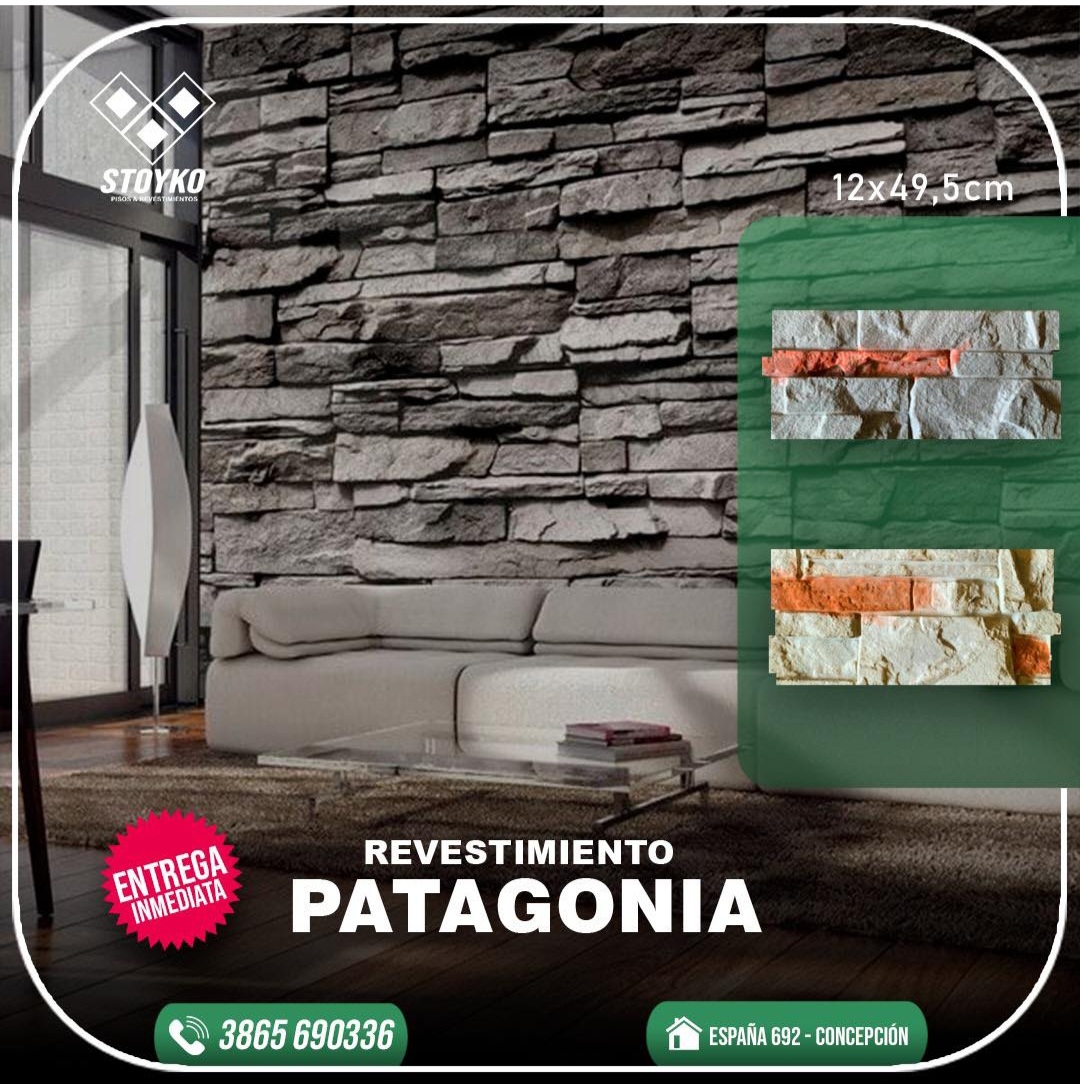 STOYKO
PISOS & REVESTIMIENTOS
12x49,5cm
ENTREGA
INMEDIATA
REVESTIMIENTO
PATAGONIA
3865 690336
ESPAÑA 692 - CONCEPCIÓN